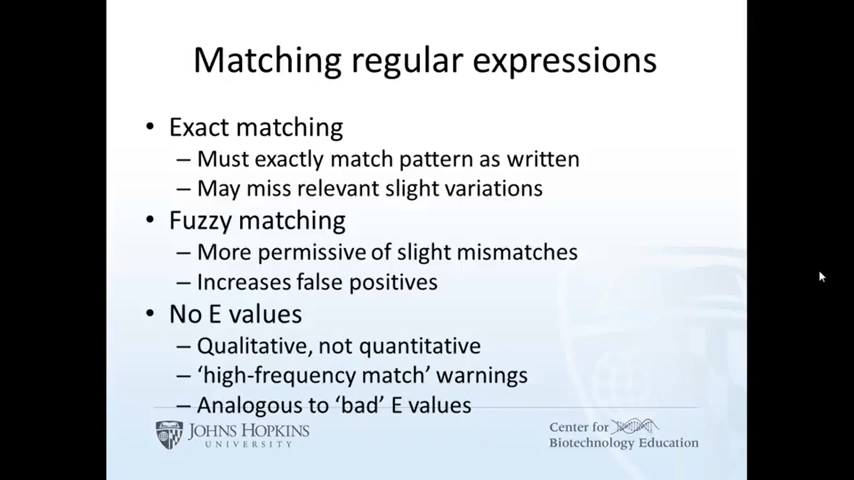 Matching regular expressions
• Exact matching
– Must exactly match pattern as written
– May miss relevant slight variations
• Fuzzy matching
– More permissive of slight mismatches
– Increases false positives
• No E values
– Qualitative, not quantitative
– ‘high-frequency match’ warnings
– Analogous to ‘bad’ E values
JOHNS HOPKINS
UNIVERSITY
Center for
Biotechnology Education